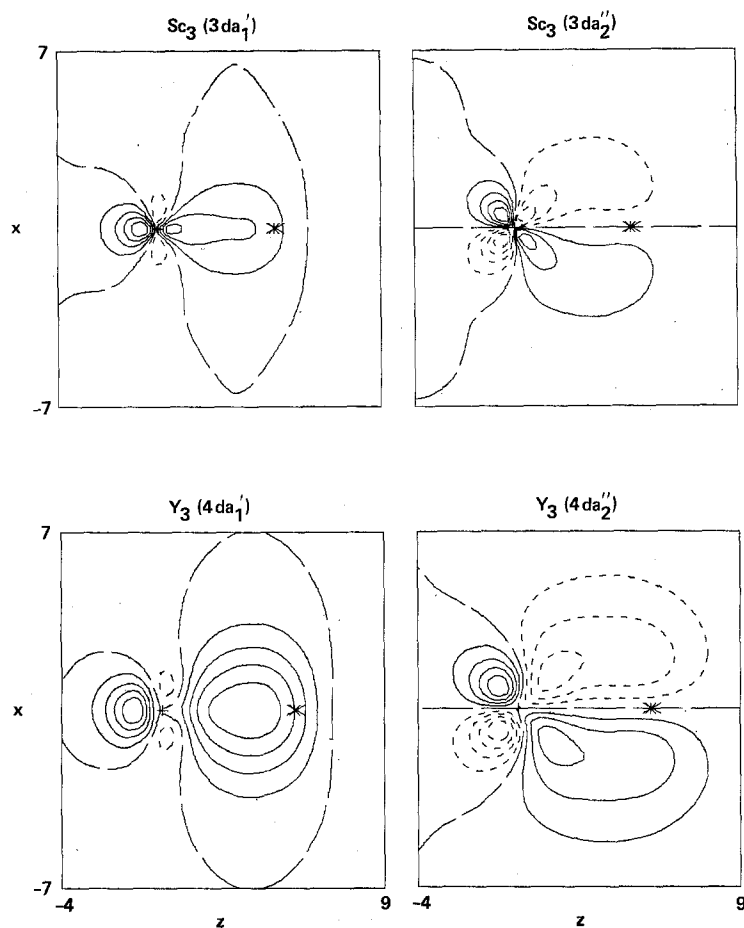 Sc₃ (3da₁′)
Sc₃ (3da₂″)
7
x
-7
Y₃ (4da₁′)
Y₃ (4da₂″)
7
x
-7
-4
9
-4
9
z
z